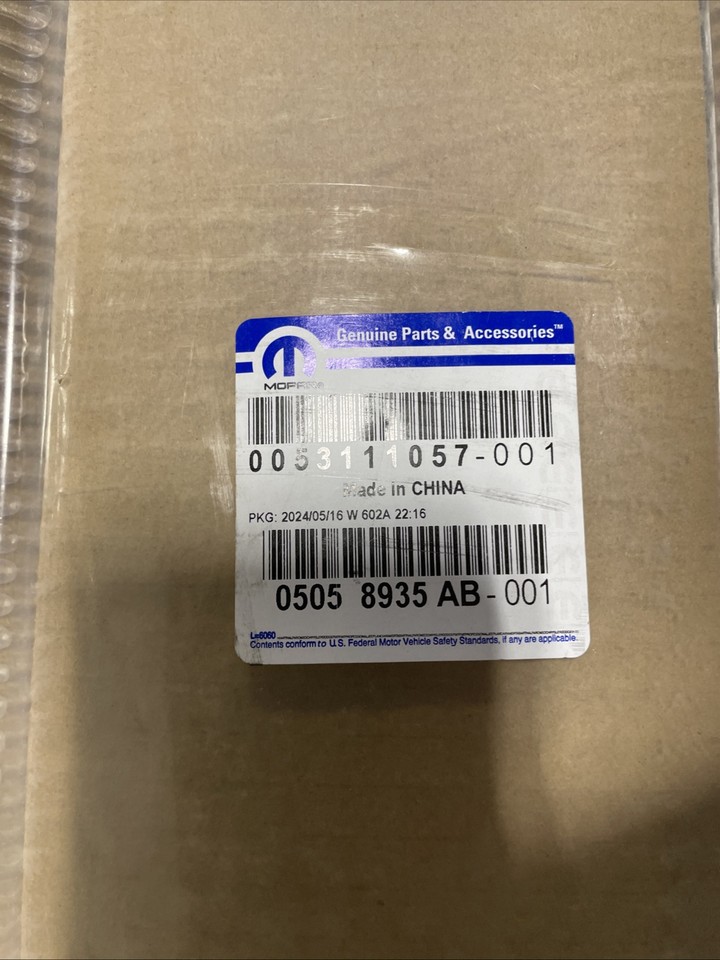 Genuine Parts & Accessories™
MOPAR
0053111057-001
Made in CHINA
PKG: 2024/05/16 W 602A 22:16
0505 8935 AB - 001
L=6060
Contents conform to U.S. Federal Motor Vehicle Safety Standards, if any are applicable.